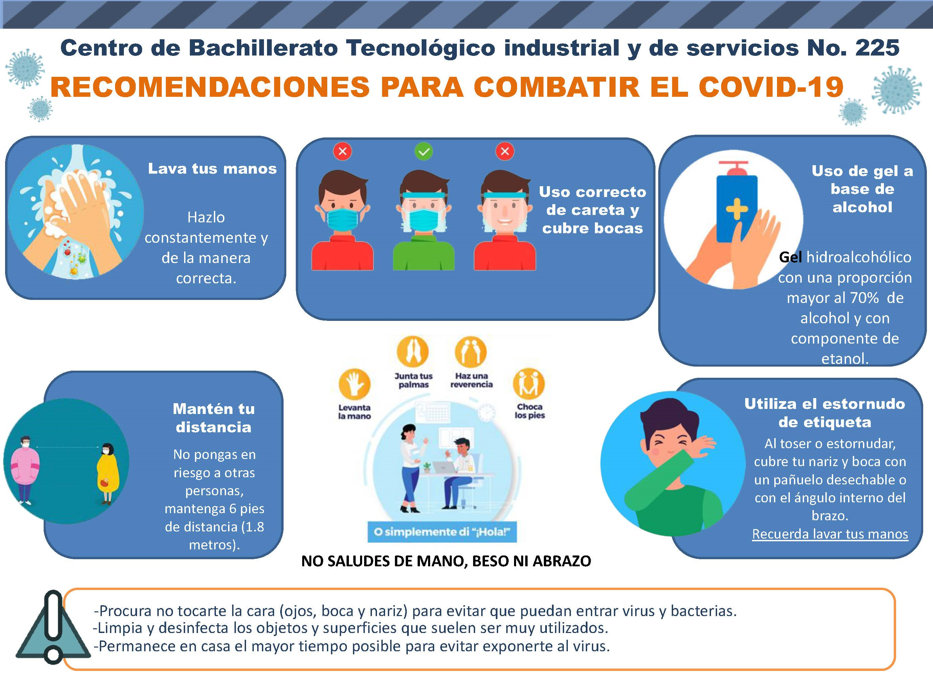 Centro de Bachillerato Tecnológico industrial y de servicios No. 225
RECOMENDACIONES PARA COMBATIR EL COVID-19
Lava tus manos
Hazlo
constantemente y
de la manera
correcta.
Uso correcto
de careta y
cubre bocas
Uso de gel a
base de
alcohol
Gel hidroalcohólico
con una proporción
mayor al 70% de
alcohol y con
componente de
etanol.
Mantén tu
distancia
No pongas en
riesgo a otras
personas,
mantenga 6 pies
de distancia (1.8
metros).
Levanta
la mano
Junta tus
palmas
Haz una
reverencia
Choca
los pies
O simplemente di "¡Hola!"
NO SALUDES DE MANO, BESO NI ABRAZO
Utiliza el estornudo
de etiqueta
Al toser o estornudar,
cubre tu nariz y boca con
un pañuelo desechable o
con el ángulo interno del
brazo.
Recuerda lavar tus manos
-Procura no tocarte la cara (ojos, boca y nariz) para evitar que puedan entrar virus y bacterias.
-Limpia y desinfecta los objetos y superficies que suelen ser muy utilizados.
-Permanece en casa el mayor tiempo posible para evitar exponerte al virus.